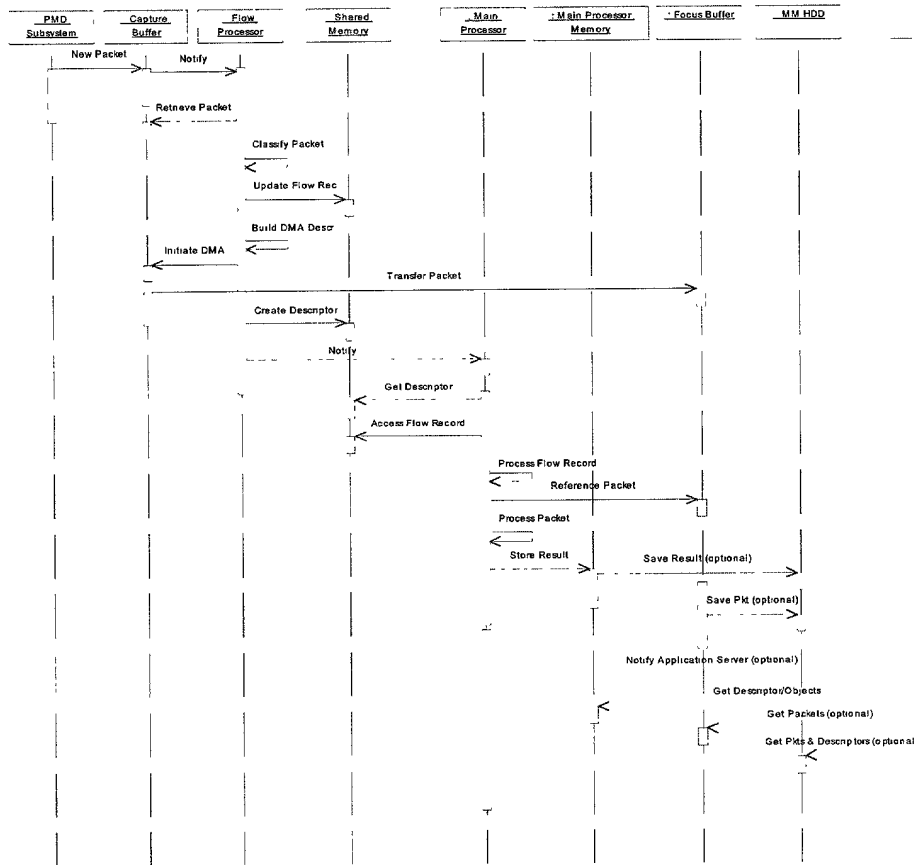 PMD
Subsystem
Capture
Buffer
Flow
Processor
Shared
Memory
: Main
Processor
: Main Processor
Memory
: Focus Buffer
MM HDD
New Packet
Notify
Retrieve Packet
Classify Packet
Update Flow Rec
Build DMA Descr
Initiate DMA
Transfer Packet
Create Descriptor
Notify
Get Descriptor
Access Flow Record
Process Flow Record
Reference Packet
Process Packet
Store Result
Save Result (optional)
Save Pkt (optional)
Notify Application Server (optional)
Get Descriptor/Objects
Get Packets (optional)
Get Pkts & Descriptors (optional